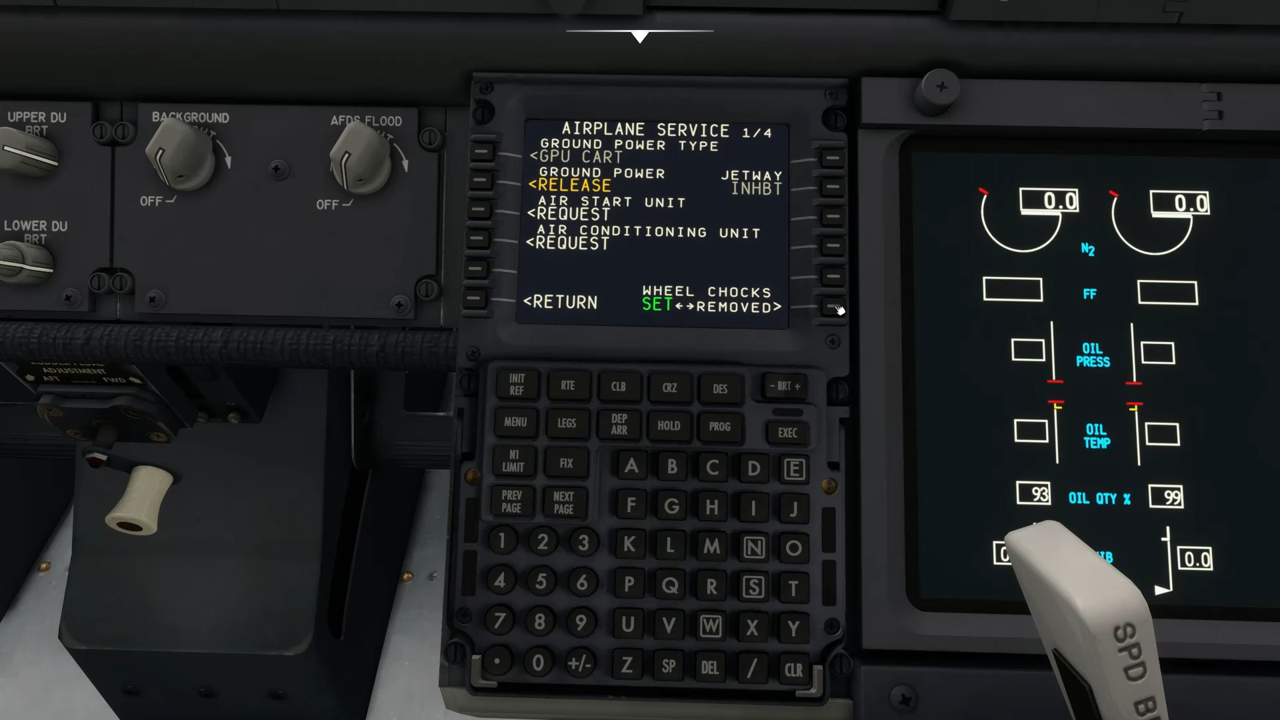 UPPER DU
BRT
BACKGROUND
OFF
AFDS FLOOD
OFF
LOWER DU
BRT
ADJUSTMENT
AFT FWD
AIRPLANE SERVICE 1/4
GROUND POWER TYPE
<GPU CART
GROUND POWER JETWAY
<RELEASE INHBT
AIR START UNIT
<REQUEST
AIR CONDITIONING UNIT
<REQUEST
WHEEL CHOCKS
<RETURN SET←→REMOVED>
INIT REF RTE CLB CRZ DES - BRT +
MENU LEGS DEP ARR HOLD PROG EXEC
N1 LIMIT FIX A B C D E
PREV PAGE NEXT PAGE F G H I J
1 2 3 K L M N O
4 5 6 P Q R S T
7 8 9 U V W X Y
. 0 +/- Z SP DEL / CLR
0.0 0.0
N2
FF
OIL
PRESS
OIL
TEMP
93 OIL QTY % 99
0.0
SPD B